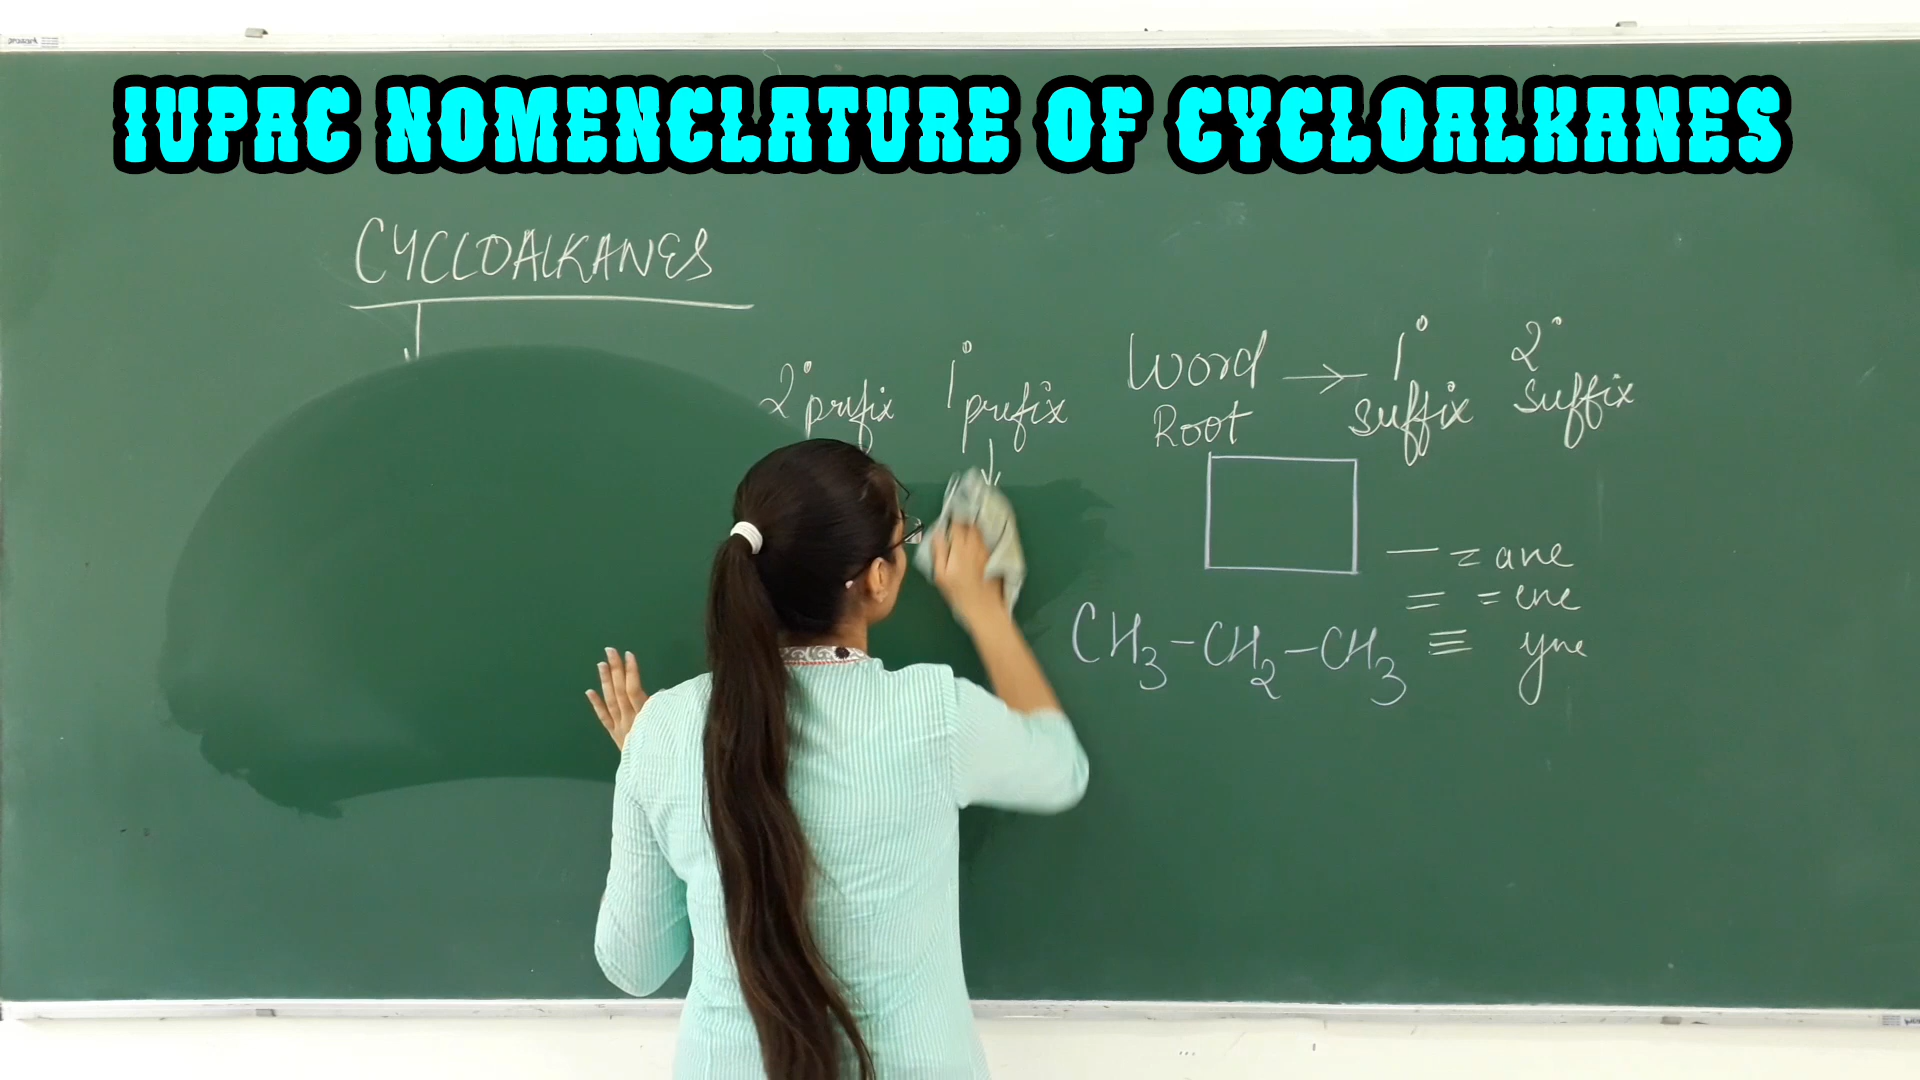 IUPAC NOMENCLATURE OF CYCLOALKANES
CYCLOALKANES
2° prefix 1° prefix Word Root → 1° suffix 2° suffix
— = ane
= = ene
≡ yne
CH3-CH2-CH3